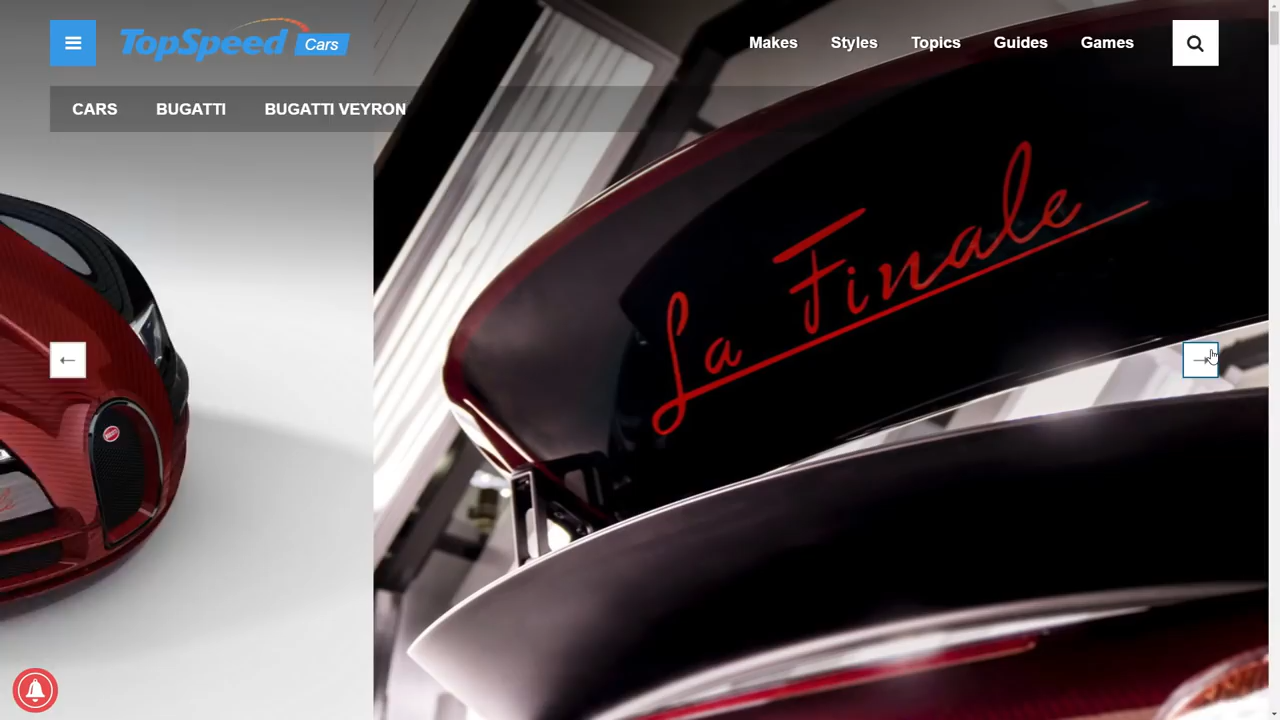 TopSpeed Cars
Makes Styles Topics Guides Games
CARS BUGATTI BUGATTI VEYRON
La Finale